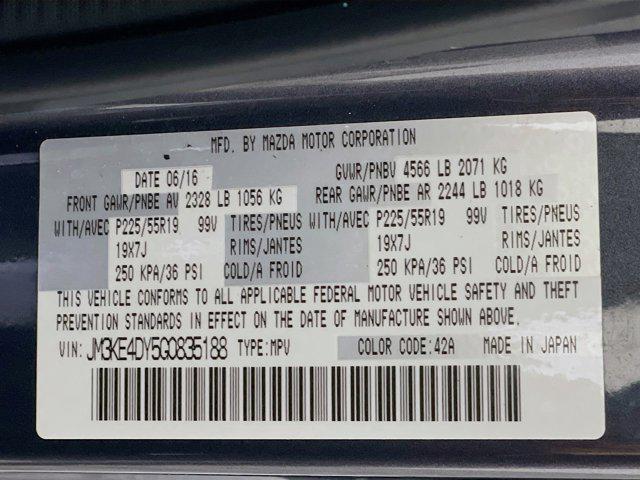 MFD. BY MAZDA MOTOR CORPORATION
DATE 06/16 GVWR/PNBV 4566 LB 2071 KG
FRONT GAWR/PNBE AV 2328 LB 1056 KG REAR GAWR/PNBE AR 2244 LB 1018 KG
WITH/AVEC P225/55R19 99V TIRES/PNEUS WITH/AVEC P225/55R19 99V TIRES/PNEUS
19X7J RIMS/JANTES 19X7J RIMS/JANTES
250 KPA/36 PSI COLD/A FROID 250 KPA/36 PSI COLD/A FROID
THIS VEHICLE CONFORMS TO ALL APPLICABLE FEDERAL MOTOR VEHICLE SAFETY AND THEFT
PREVENTION STANDARDS IN EFFECT ON THE DATE OF MANUFACTURE SHOWN ABOVE.
VIN: JM3KE4DY5G0835188 TYPE:MPV COLOR CODE:42A MADE IN JAPAN